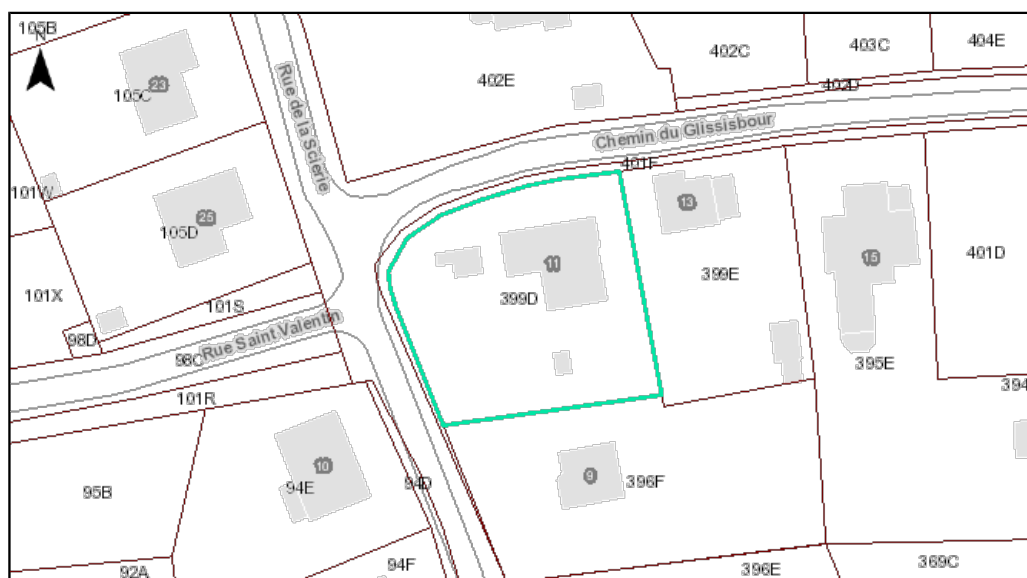 105B
N
23
105C
402E
402C
403C
404E
402D
Rue de la Scierie
Chemin du Glissisbour
401F
101W
25
105D
13
11
399D
399E
15
401D
101X
101S
98D
Rue Saint Valentin
98C
395E
394
101R
10
94E
94D
95B
9
396F
92A
94F
396E
369C